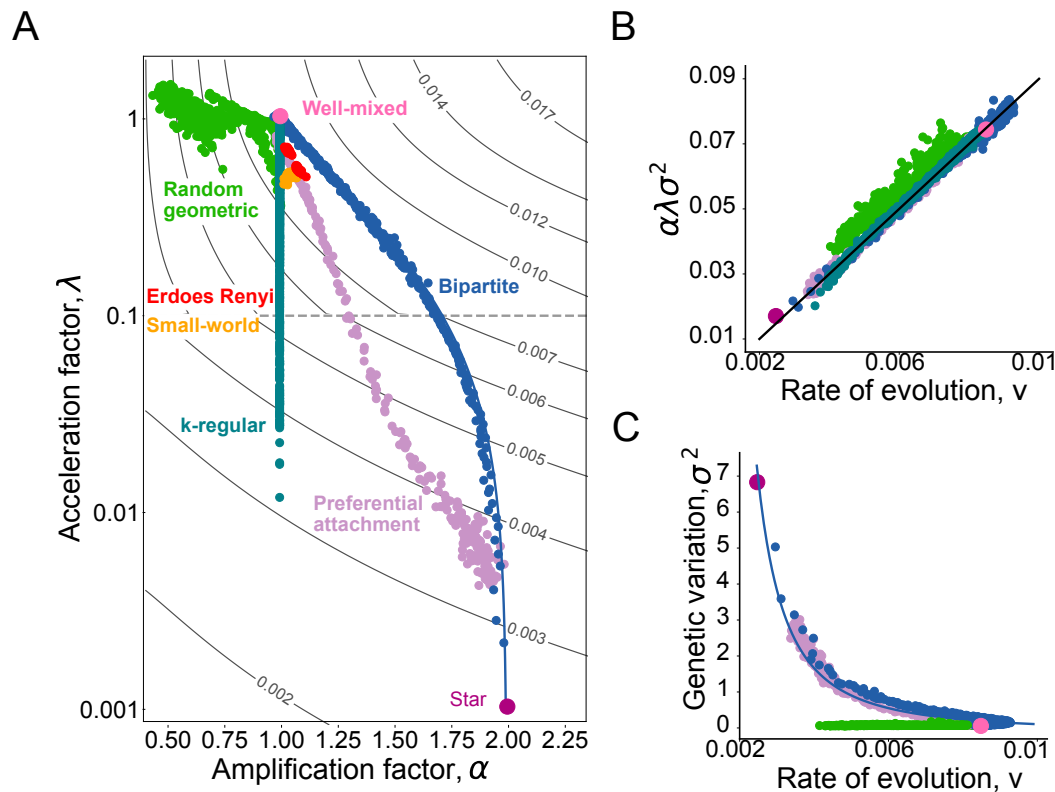 A
Acceleration factor, λ
1
0.1
0.01
0.001
0.50
0.75
1.00
1.25
1.50
1.75
2.00
2.25
Amplification factor, α
Well-mixed
Random
geometric
Erdoes Renyi
Small-world
k-regular
Preferential
attachment
Bipartite
Star
0.017
0.014
0.012
0.010
0.007
0.006
0.005
0.004
0.003
0.002
B
αλσ²
0.09
0.07
0.05
0.03
0.01
0.002
0.006
0.01
Rate of evolution, v
C
Genetic variation, σ²
7
6
5
4
3
2
1
0
0.002
0.006
0.01
Rate of evolution, v